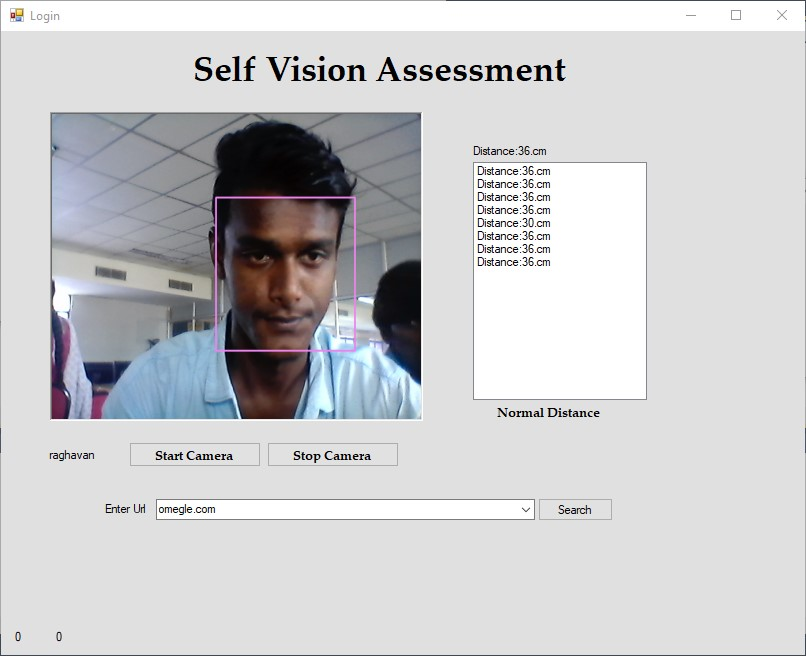 Login
Self Vision Assessment
Distance:36.cm
Distance:36.cm
Distance:36.cm
Distance:36.cm
Distance:36.cm
Distance:30.cm
Distance:36.cm
Distance:36.cm
Distance:36.cm
Normal Distance
raghavan
Start Camera
Stop Camera
Enter Url
omegle.com
Search
0
0